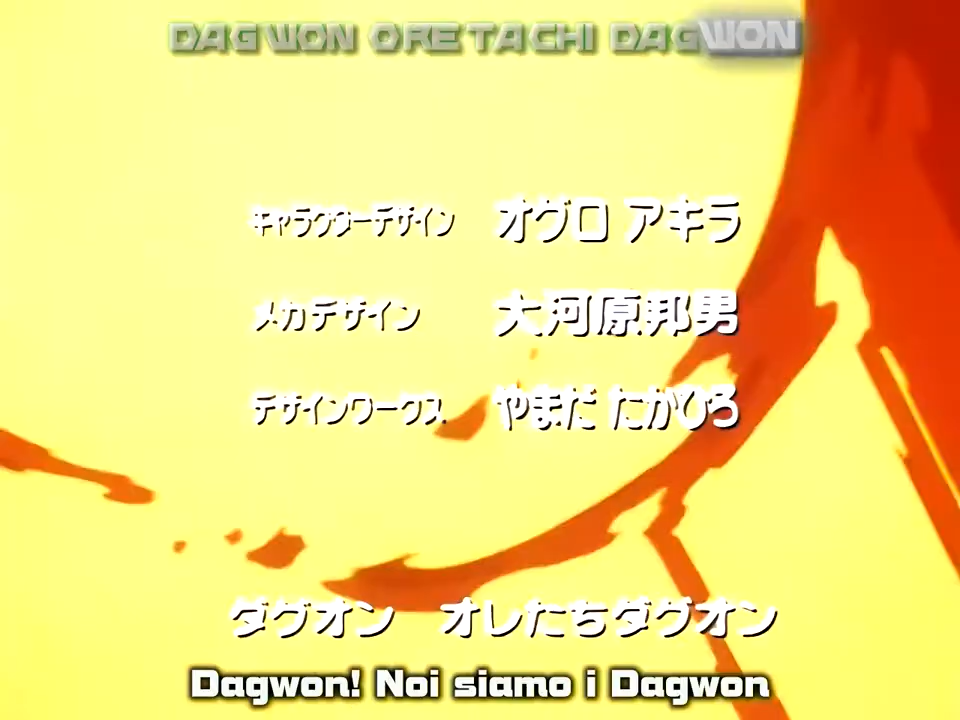 DAGWON ORETACHI DAGWON
キャラクターデザイン オグロ アキラ
メカデザイン 大河原邦男
デザインワークス やまだ たかひろ
ダグオン オレたちダグオン
Dagwon! Noi siamo i Dagwon